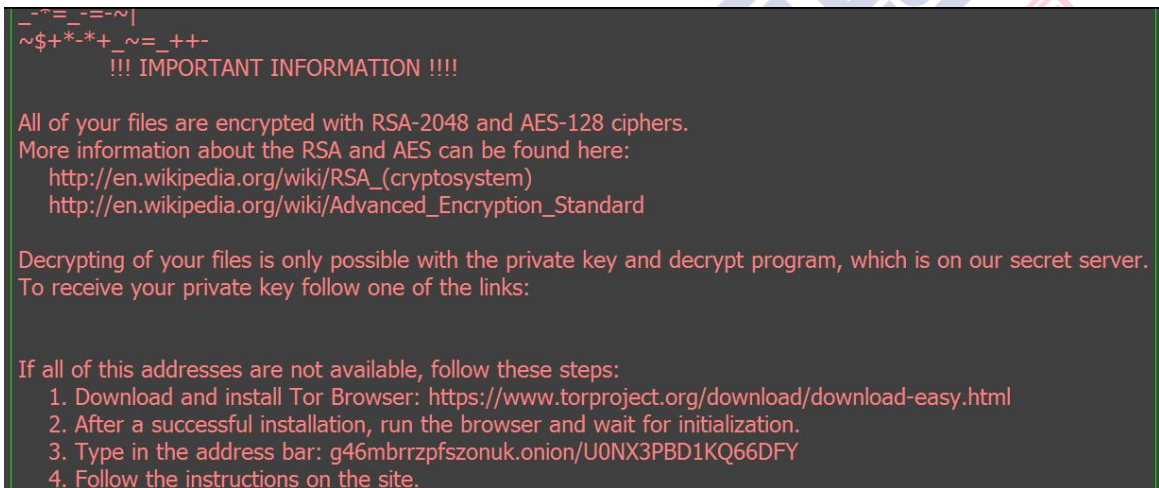 _-*=_-=-~|
~$+*-*+_~=_++-
!!! IMPORTANT INFORMATION !!!!
All of your files are encrypted with RSA-2048 and AES-128 ciphers.
More information about the RSA and AES can be found here:
http://en.wikipedia.org/wiki/RSA_(cryptosystem)
http://en.wikipedia.org/wiki/Advanced_Encryption_Standard
Decrypting of your files is only possible with the private key and decrypt program, which is on our secret server.
To receive your private key follow one of the links:
If all of this addresses are not available, follow these steps:
1. Download and install Tor Browser: https://www.torproject.org/download/download-easy.html
2. After a successful installation, run the browser and wait for initialization.
3. Type in the address bar: g46mbrrzpfszonuk.onion/U0NX3PBD1KQ66DFY
4. Follow the instructions on the site.